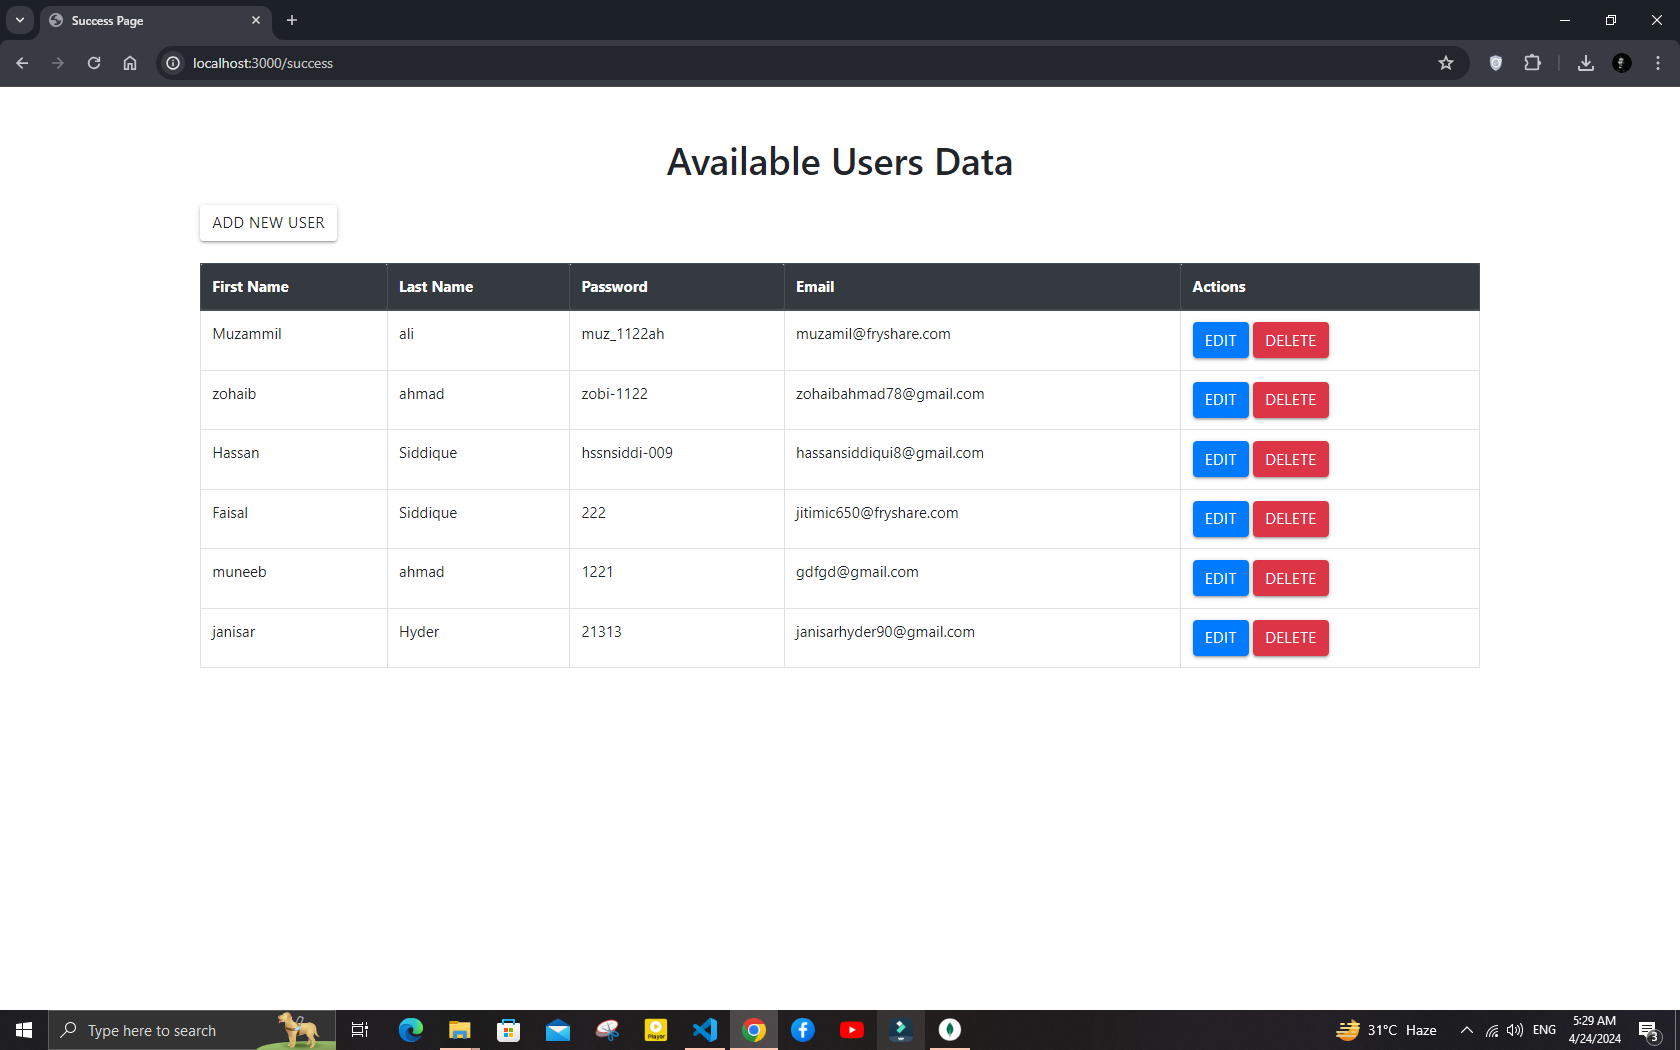 Success Page
localhost:3000/success
Available Users Data
ADD NEW USER
First Name Last Name Password Email Actions
Muzammil ali muz_1122ah muzamil@fryshare.com EDIT DELETE
zohaib ahmad zobi-1122 zohaibahmad78@gmail.com EDIT DELETE
Hassan Siddique hssnsiddi-009 hassansiddiqui8@gmail.com EDIT DELETE
Faisal Siddique 222 jitimic650@fryshare.com EDIT DELETE
muneeb ahmad 1221 gdfgd@gmail.com EDIT DELETE
janisar Hyder 21313 janisarhyder90@gmail.com EDIT DELETE
Type here to search
Player
31°C Haze
ENG
5:29 AM
4/24/2024
3